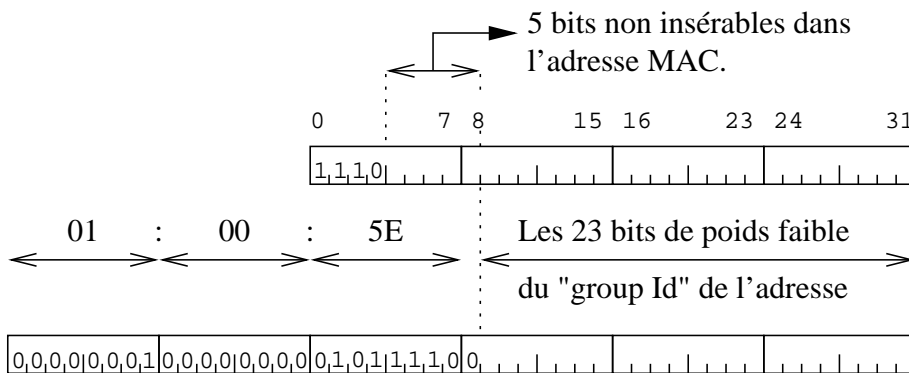 5 bits non insérables dans
l'adresse MAC.
0 7 8 15 16 23 24 31
1 1 1 0
01 : 00 : 5E Les 23 bits de poids faible
du "group Id" de l'adresse
0 0 0 0 0 0 0 1 0 0 0 0 0 0 0 0 0 1 0 1 1 1 1 0 0